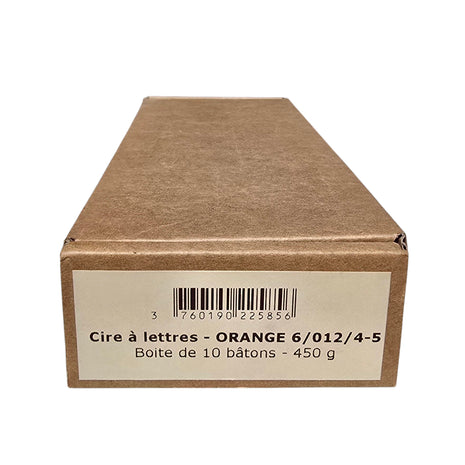 3 760190 225856
Cire à lettres - ORANGE 6/012/4-5
Boite de 10 bâtons - 450 g